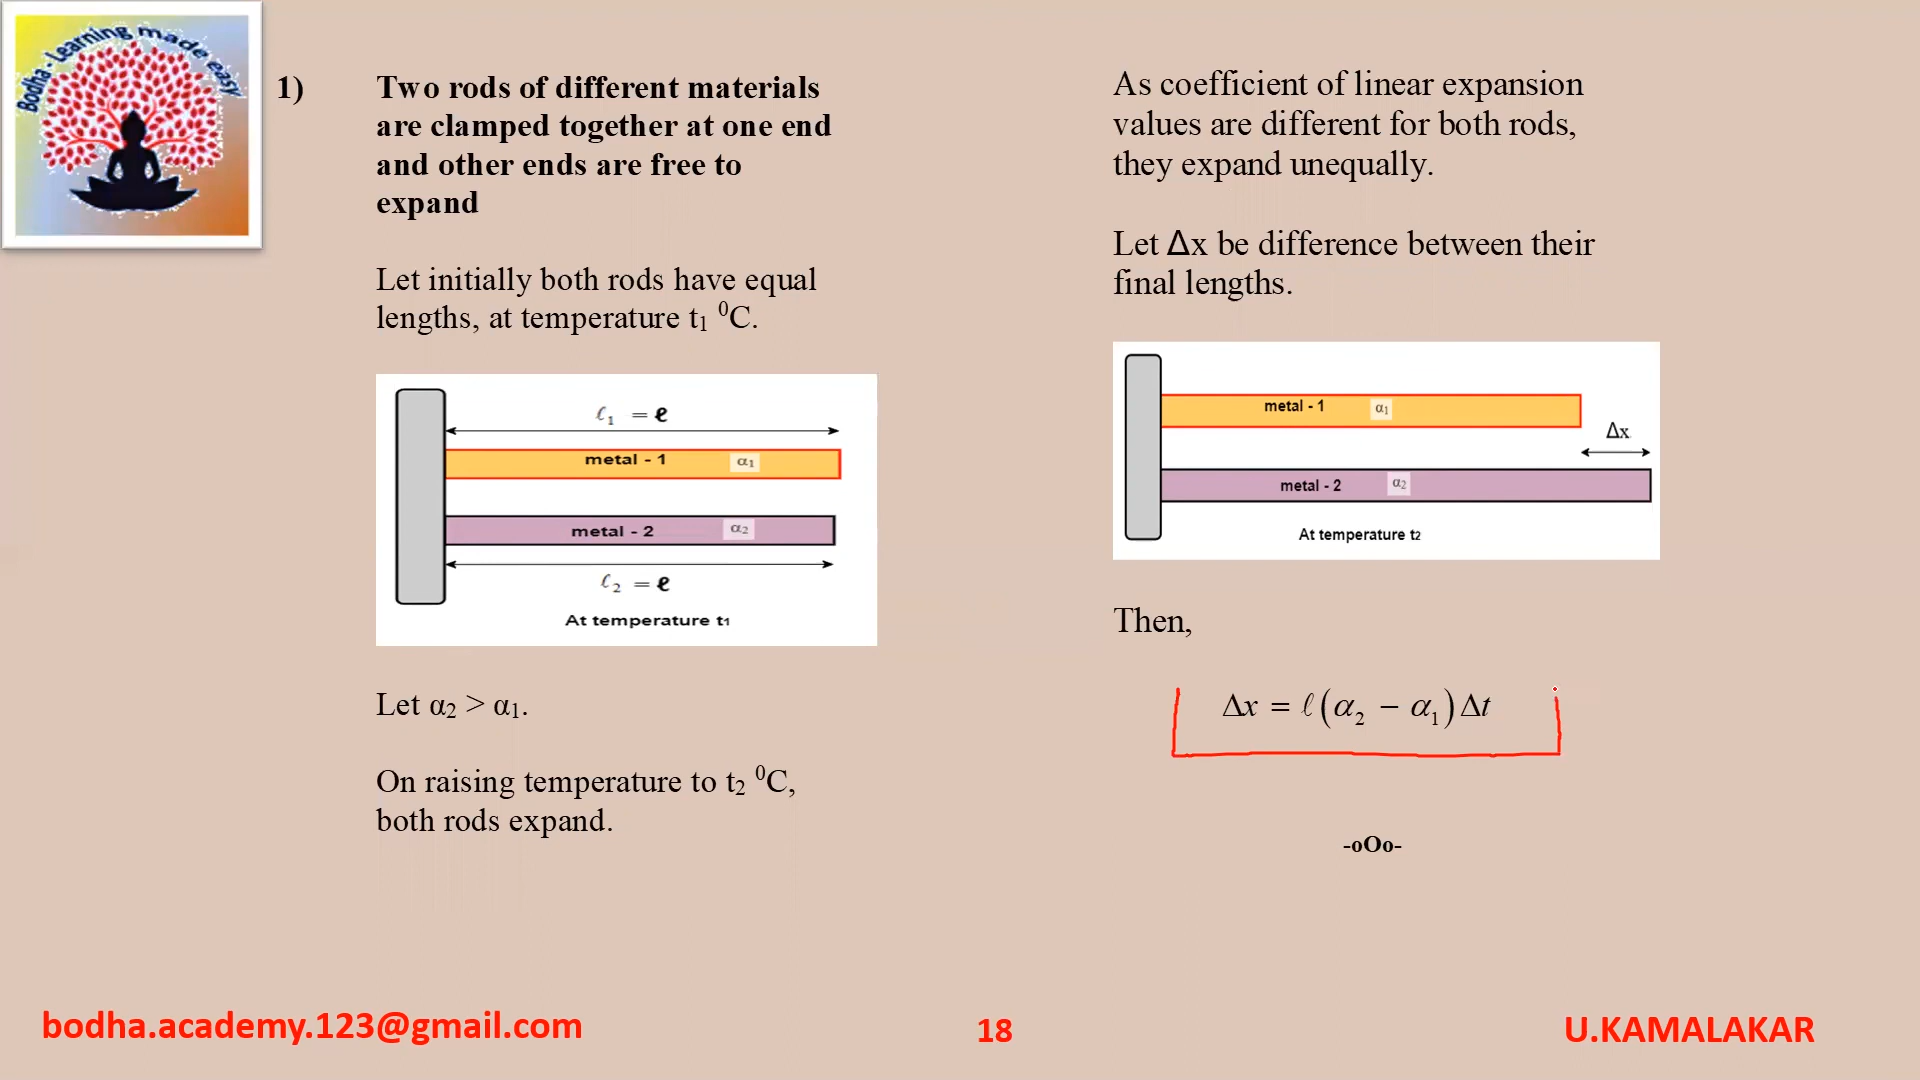 Bodha - Learning made easy
1)
Two rods of different materials
are clamped together at one end
and other ends are free to
expand
Let initially both rods have equal
lengths, at temperature t₁ ⁰C.
ℓ₁ = ℓ
metal - 1 α₁
metal - 2 α₂
ℓ₂ = ℓ
At temperature t₁
Let α₂ > α₁.
On raising temperature to t₂ ⁰C,
both rods expand.
As coefficient of linear expansion
values are different for both rods,
they expand unequally.
Let Δx be difference between their
final lengths.
metal - 1 α₁
Δx
metal - 2 α₂
At temperature t₂
Then,
Δx = ℓ(α₂ − α₁)Δt
-oOo-
bodha.academy.123@gmail.com
18
U.KAMALAKAR